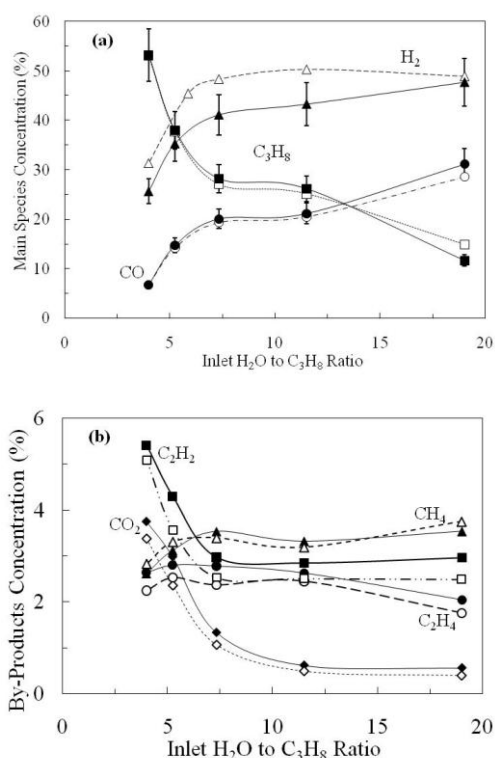 (a)
60
50
40
30
20
10
0
Main Species Concentration (%)
H2
C3H8
CO
0 5 10 15 20
Inlet H2O to C3H8 Ratio
(b)
6
4
2
0
By-Products Concentration (%)
C2H2
CO2
CH4
C2H4
0 5 10 15 20
Inlet H2O to C3H8 Ratio